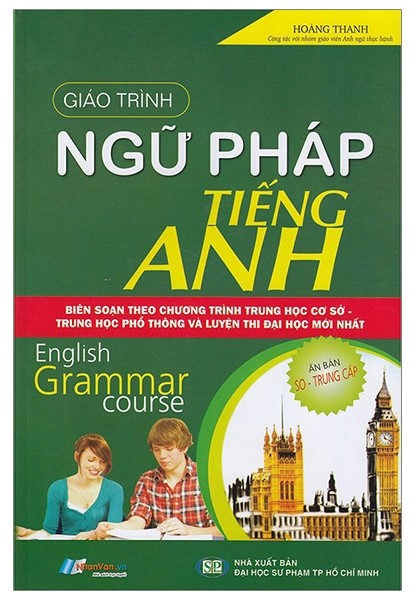 HOÀNG THANH
Cộng tác với nhóm giáo viên Anh ngữ thực hành
GIÁO TRÌNH
NGỮ PHÁP
TIẾNG
ANH
BIÊN SOẠN THEO CHƯƠNG TRÌNH TRUNG HỌC CƠ SỞ -
TRUNG HỌC PHỔ THÔNG VÀ LUYỆN THI ĐẠI HỌC MỚI NHẤT
English
Grammar
course
ẤN BẢN
SƠ - TRUNG CẤP
NhanVan.vn
SP
NHÀ XUẤT BẢN
ĐẠI HỌC SƯ PHẠM TP HỒ CHÍ MINH